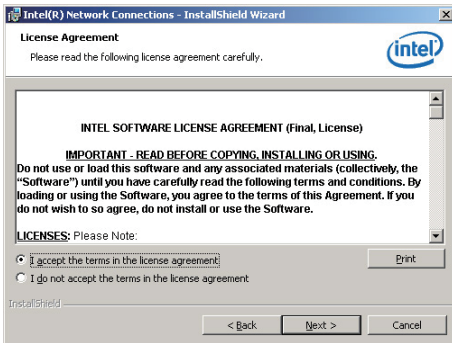 Intel(R) Network Connections - InstallShield Wizard
License Agreement
Please read the following license agreement carefully.
intel
INTEL SOFTWARE LICENSE AGREEMENT (Final, License)
IMPORTANT - READ BEFORE COPYING, INSTALLING OR USING.
Do not use or load this software and any associated materials (collectively, the
“Software”) until you have carefully read the following terms and conditions. By
loading or using the Software, you agree to the terms of this Agreement. If you
do not wish to so agree, do not install or use the Software.
LICENSES: Please Note:
I accept the terms in the license agreement
Print
I do not accept the terms in the license agreement
InstallShield
< Back
Next >
Cancel